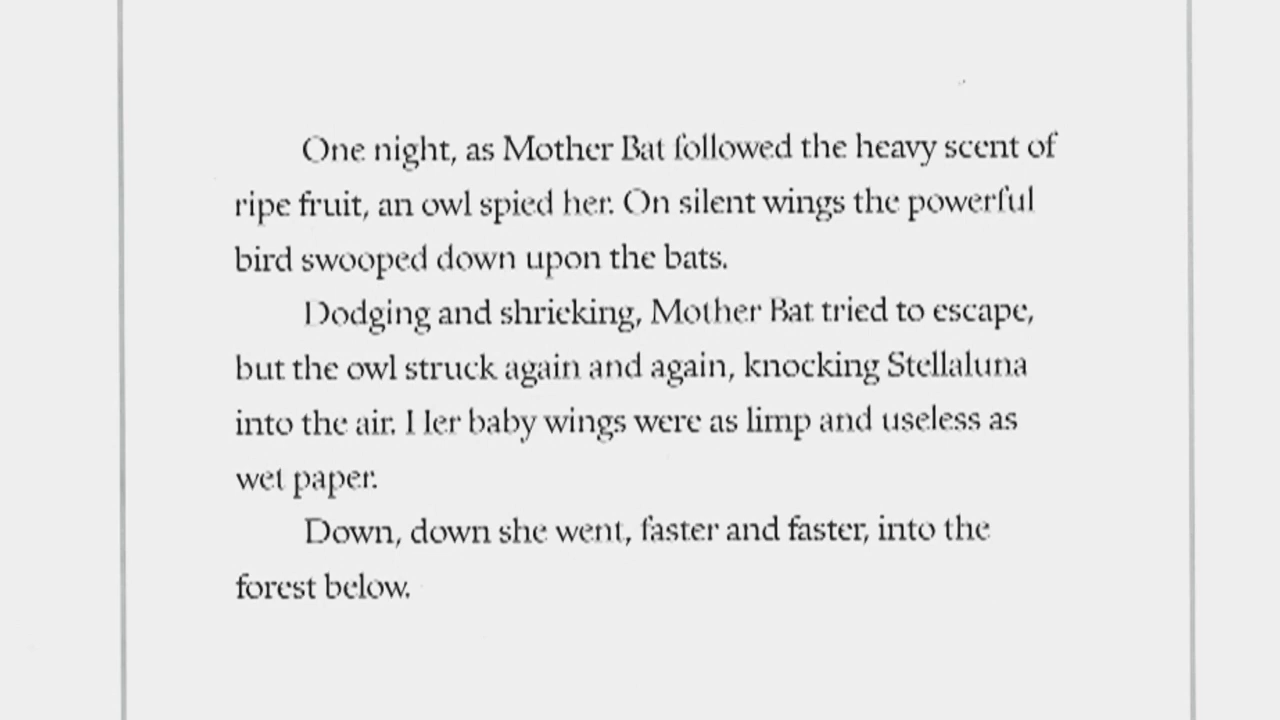 One night, as Mother Bat followed the heavy scent of
ripe fruit, an owl spied her. On silent wings the powerful
bird swooped down upon the bats.
Dodging and shrieking, Mother Bat tried to escape,
but the owl struck again and again, knocking Stellaluna
into the air. Her baby wings were as limp and useless as
wet paper.
Down, down she went, faster and faster, into the
forest below.